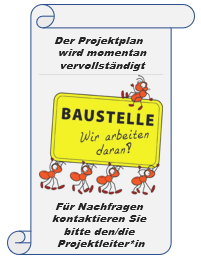 Der Projektplan
wird momentan
vervollständigt
BAUSTELLE
Wir arbeiten
daran?
Für Nachfragen
kontaktieren Sie
bitte den/die
Projektleiter*in